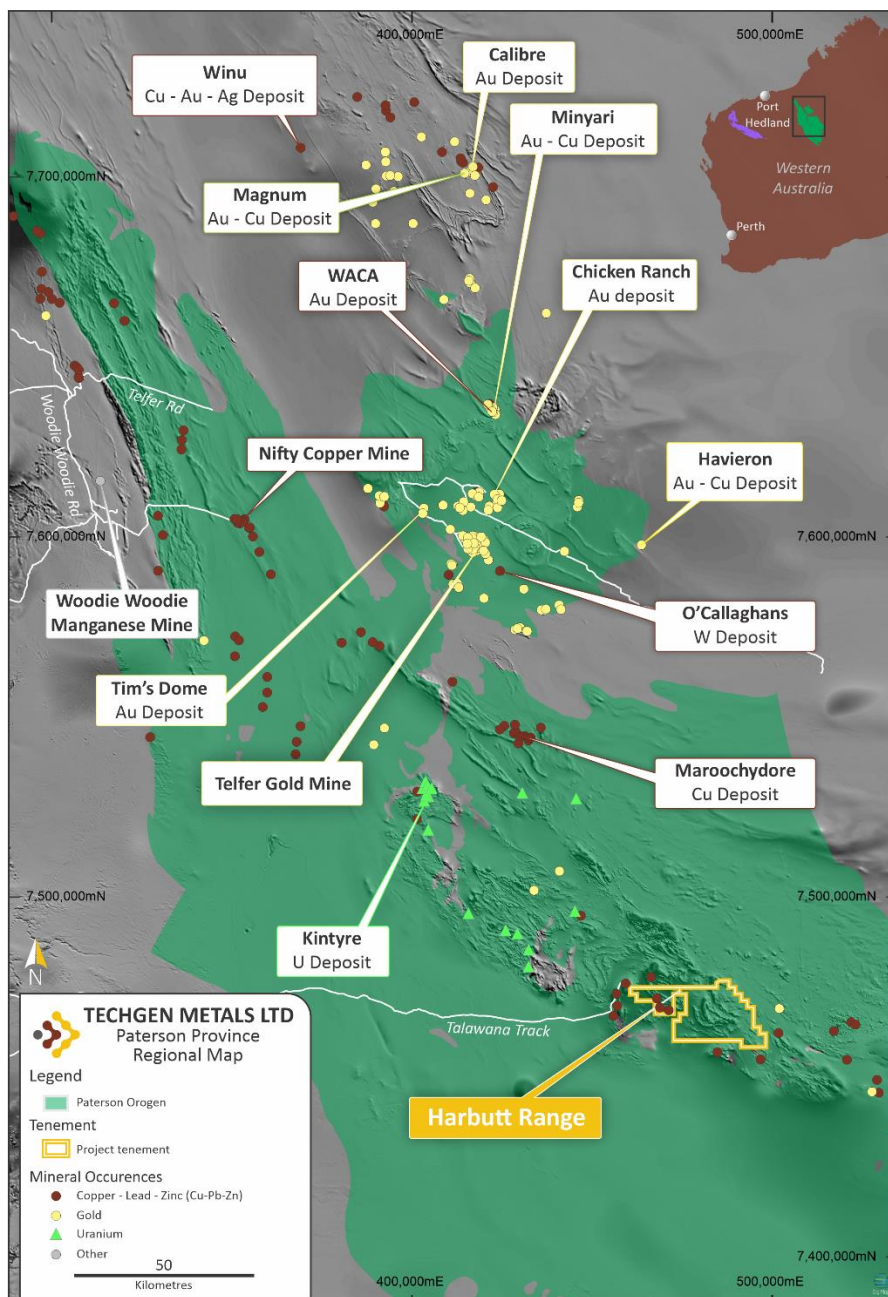 400,000mE
500,000mE
Winu
Cu - Au - Ag Deposit
Calibre
Au Deposit
Minyari
Au - Cu Deposit
Port
Hedland
Western
Australia
Perth
7,700,000mN
7,700,000mN
Magnum
Au - Cu Deposit
WACA
Au Deposit
Chicken Ranch
Au deposit
Telfer Rd
Woodie Woodie Rd
Nifty Copper Mine
Havieron
Au - Cu Deposit
7,600,000mN
7,600,000mN
Woodie Woodie
Manganese Mine
O'Callaghans
W Deposit
Tim's Dome
Au Deposit
Telfer Gold Mine
Maroochydore
Cu Deposit
7,500,000mN
7,500,000mN
Kintyre
U Deposit
N
Talawana Track
Harbutt Range
TECHGEN METALS LTD
Paterson Province
Regional Map
Legend
Paterson Orogen
Tenement
Project tenement
Mineral Occurences
Copper - Lead - Zinc (Cu-Pb-Zn)
Gold
Uranium
Other
50
Kilometres
7,400,000mN
400,000mE
500,000mE